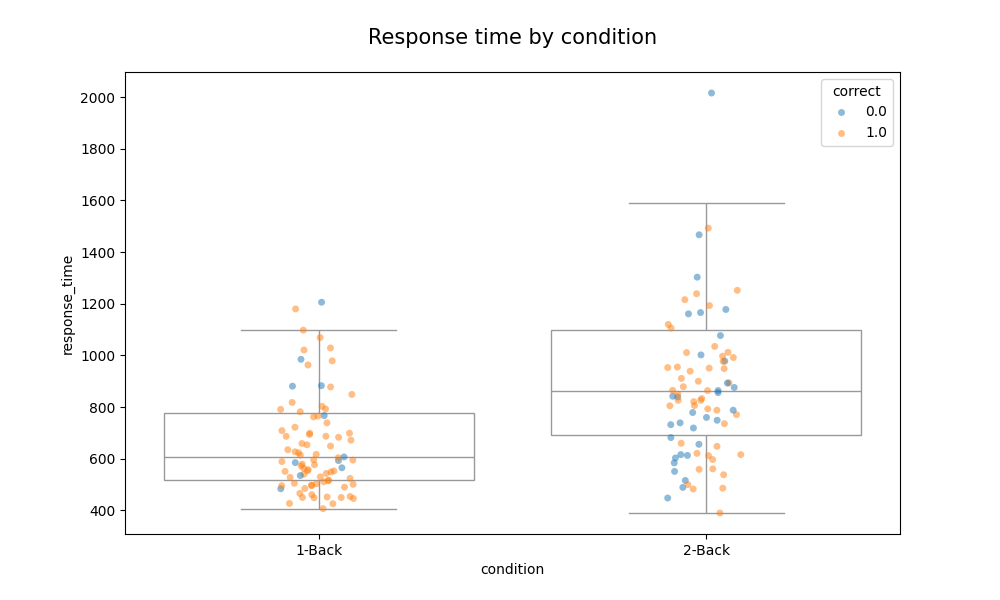 Response time by condition
correct
0.0
1.0
2000
1800
1600
1400
1200
1000
800
600
400
response_time
1-Back
2-Back
condition